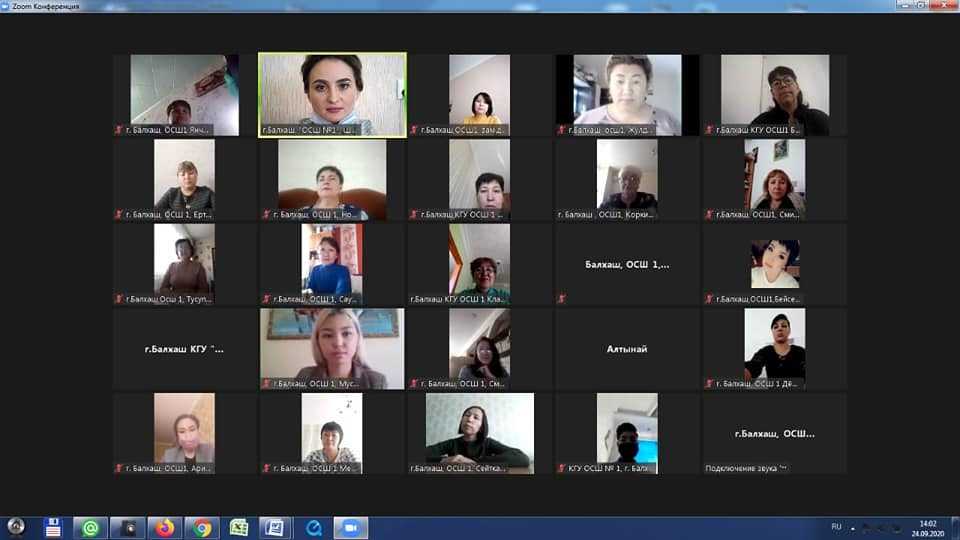 Zoom Конференция
г. Балхаш, ОСШ1 Янч...
г.Балхаш, "ОСШ №1", Ш...
г.Балхаш ОСШ1, зам.д...
г.Балхаш, осш1, Жулд...
г.Балхаш КГУ ОСШ1 Б...
г. Балхаш, ОСШ 1, Ерт...
г. Балхаш, ОСШ 1, Но...
г.Балхаш КГУ ОСШ 1 ...
г. Балхаш , ОСШ1, Корки...
г.Балхаш, ОСШ1, Сми...
г.Балхаш Осш 1, Тусуп...
г.Балхаш, ОСШ 1, Сау...
г.Балхаш КГУ ОСШ 1 Кла...
Балхаш, ОСШ 1,...
г.Балхаш,ОСШ1,Бейсе...
г.Балхаш КГУ "...
г.Балхаш, ОСШ 1, Мус...
г. Балхаш, ОСШ 1, См...
Алтынай
г. Балхаш, ОСШ 1 Дё...
г. Балхаш, ОСШ1, Ари...
г. Балхаш, ОСШ-1 Ме...
г.Балхаш, ОСШ 1, Сейтка...
КГУ ОСШ № 1, г. Балх...
г.Балхаш, ОСШ...
Подключение звука
RU
14:02
24.09.2020